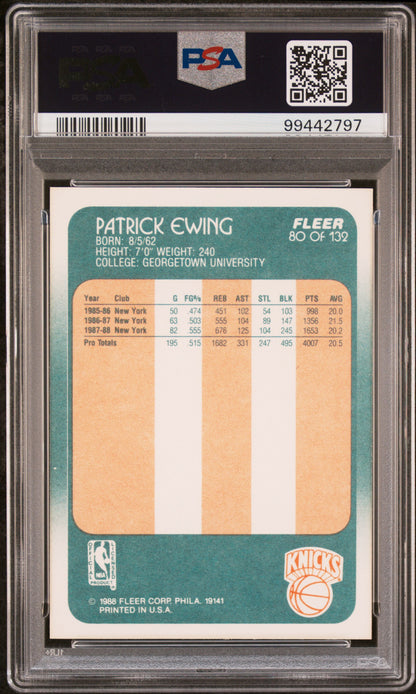 PSA
99442797
PATRICK EWING
FLEER
BORN: 8/5/62
80 OF 132
HEIGHT: 7'0" WEIGHT: 240
COLLEGE: GEORGETOWN UNIVERSITY
Year Club G FG% REB AST STL BLK PTS AVG
1985-86 New York 50 .474 451 102 54 103 998 20.0
1986-87 New York 63 .503 555 104 89 147 1356 21.5
1987-88 New York 82 .555 676 125 104 245 1653 20.2
Pro Totals 195 .515 1682 331 247 495 4007 20.5
OFFICIAL LICENSED
NBA
PRODUCT
KNICKS
© 1988 FLEER CORP. PHILA. 19141
PRINTED IN U.S.A.